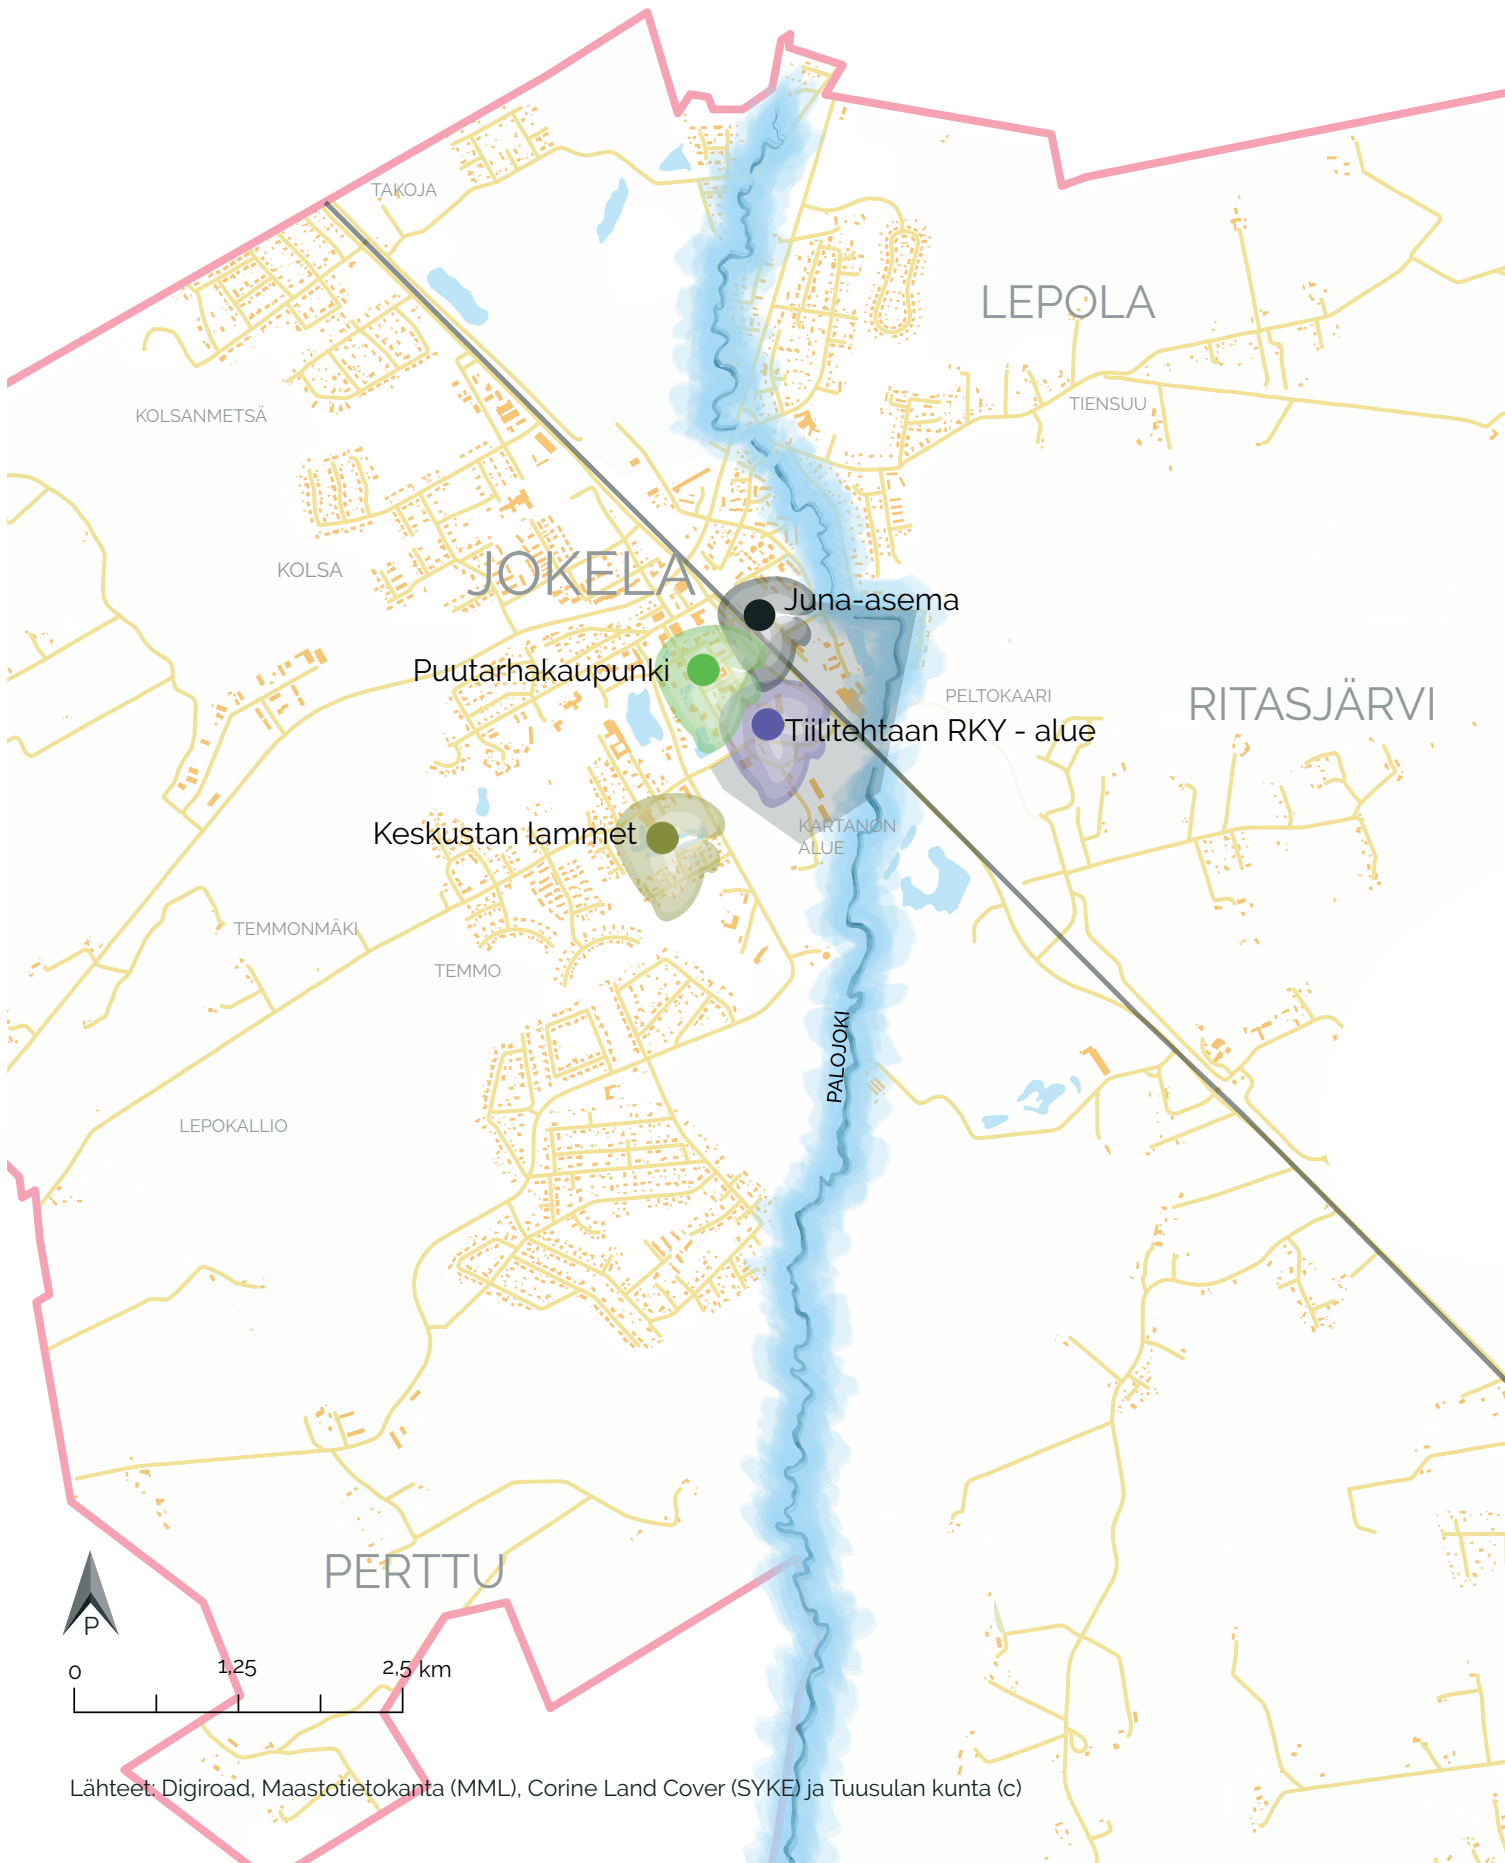 TAKOJA
LEPOLA
TIENSUU
KOLSANMETSÄ
KOLSA
JOKELA
Juna-asema
Puutarhakaupunki
PELTOKAARI
RITASJÄRVI
Tiilitehtaan RKY - alue
Keskustan lammet
KARTANON
ALUE
TEMMONMÄKI
TEMMO
PALOJOKI
LEPOKALLIO
PERTTU
P
0 1,25 2,5 km
Lähteet: Digiroad, Maastotietokanta (MML), Corine Land Cover (SYKE) ja Tuusulan kunta (c)